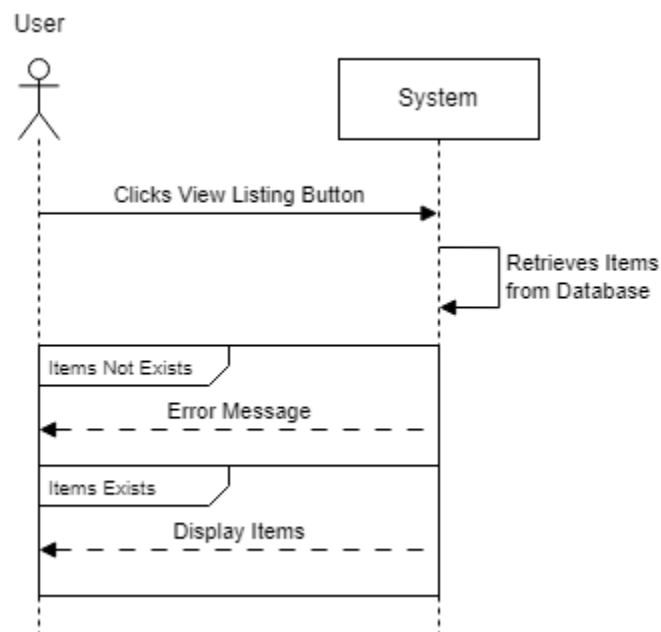 User
System
Clicks View Listing Button
Retrieves Items
from Database
Items Not Exists
Error Message
Items Exists
Display Items